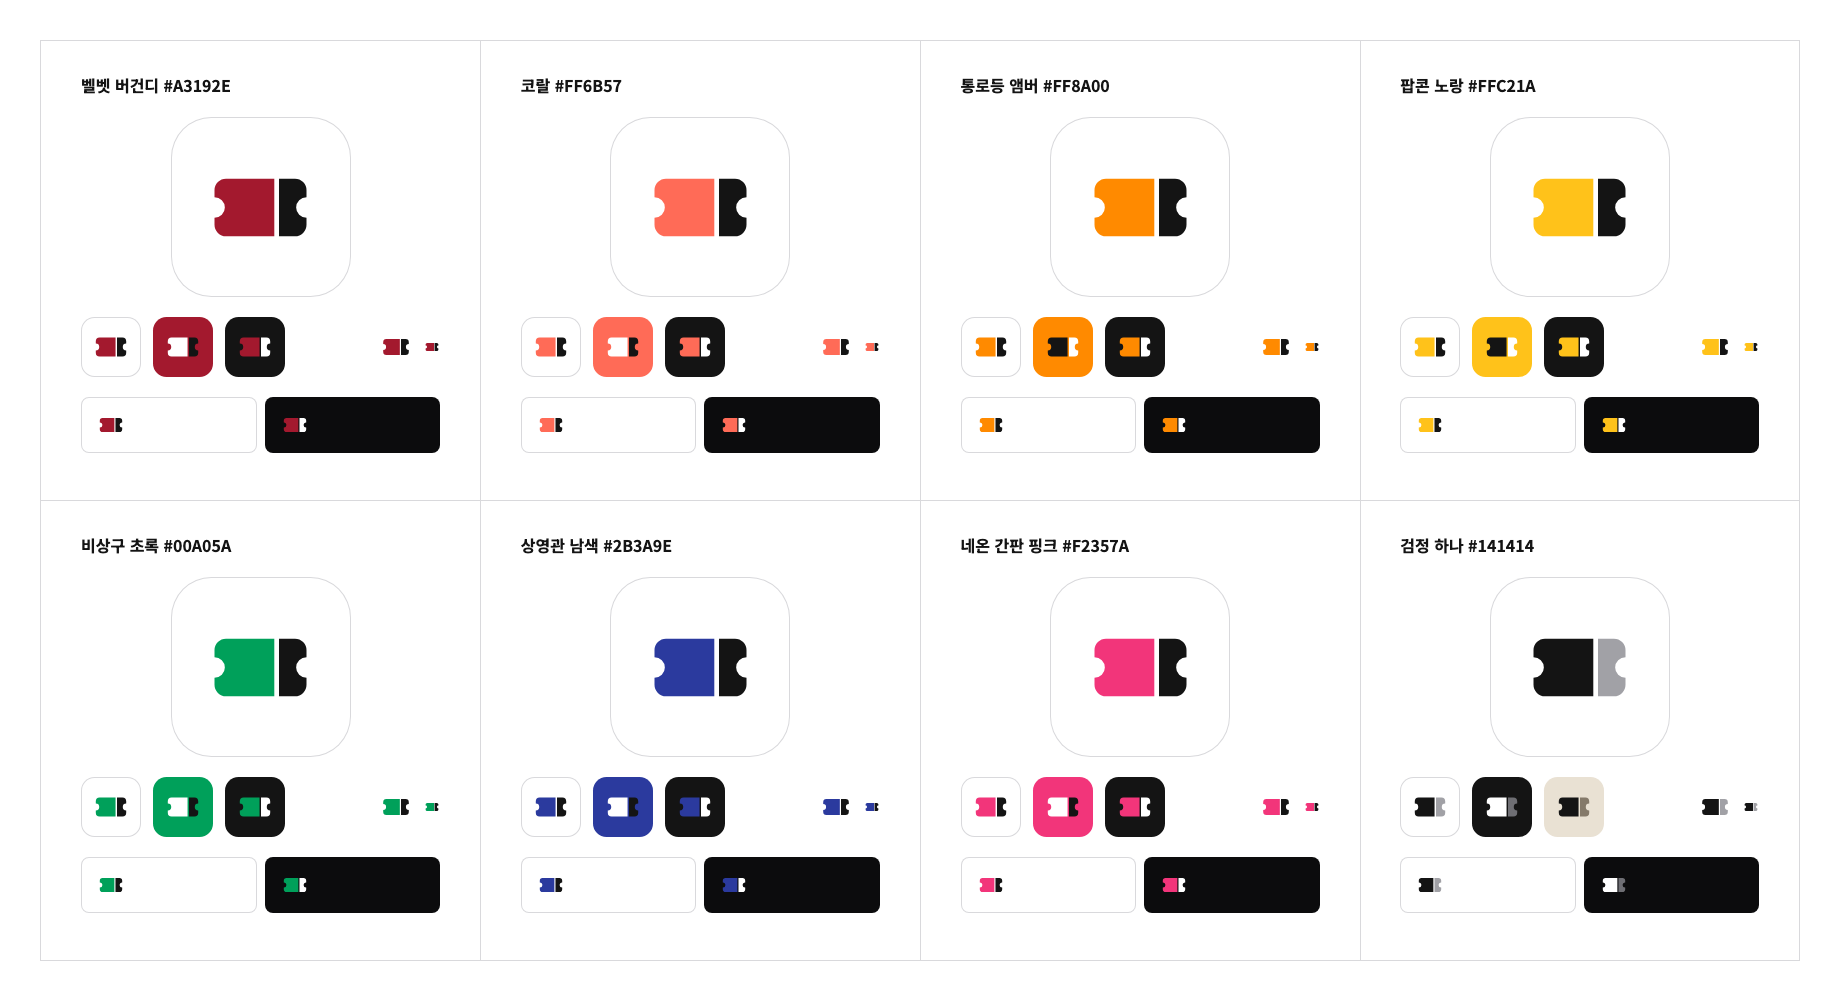 벨벳 버건디 #A3192E
코랄 #FF6B57
통로등 앰버 #FF8A00
팝콘 노랑 #FFC21A
비상구 초록 #00A05A
상영관 남색 #2B3A9E
네온 간판 핑크 #F2357A
검정 하나 #141414